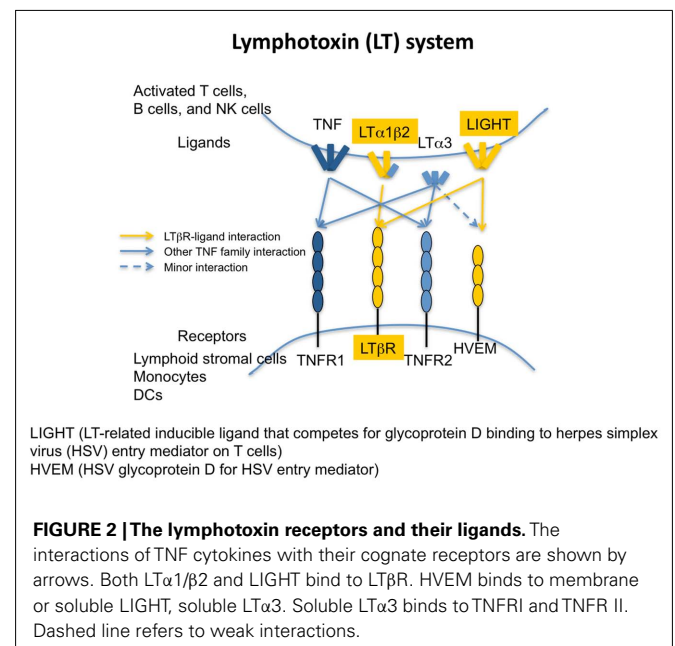 Lymphotoxin (LT) system
Activated T cells,
B cells, and NK cells
Ligands
TNF
LTα1β2
LTα3
LIGHT
LTβR-ligand interaction
Other TNF family interaction
Minor interaction
Receptors
Lymphoid stromal cells
Monocytes
DCs
TNFR1
LTβR
TNFR2
HVEM
LIGHT (LT-related inducible ligand that competes for glycoprotein D binding to herpes simplex
virus (HSV) entry mediator on T cells)
HVEM (HSV glycoprotein D for HSV entry mediator)
FIGURE 2 | The lymphotoxin receptors and their ligands. The
interactions of TNF cytokines with their cognate receptors are shown by
arrows. Both LTα1/β2 and LIGHT bind to LTβR. HVEM binds to membrane
or soluble LIGHT, soluble LTα3. Soluble LTα3 binds to TNFRI and TNFR II.
Dashed line refers to weak interactions.